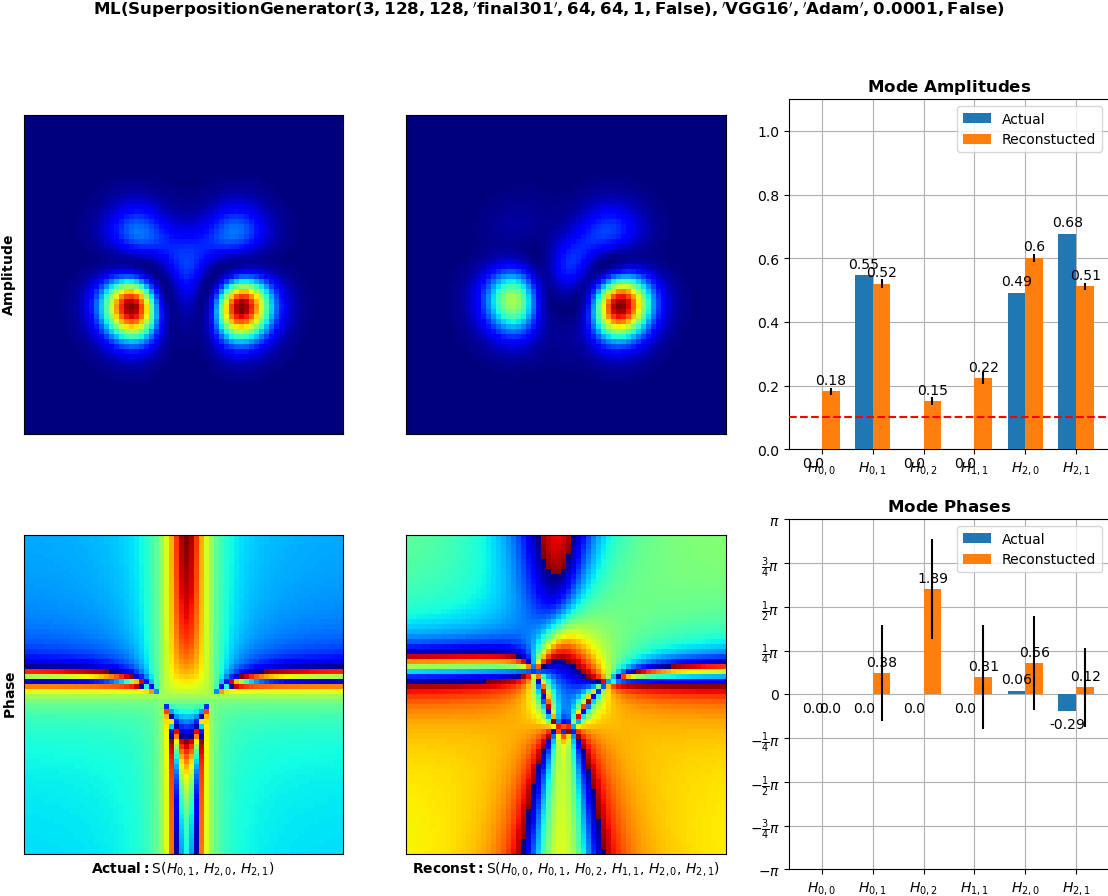 ML(SuperpositionGenerator(3, 128, 128, 'final301', 64, 64, 1, False), 'VGG16', 'Adam', 0.0001, False)
Amplitude
Mode Amplitudes
Actual
Reconstucted
1.0
0.8
0.6
0.4
0.2
0.0
0.0
0.18
0.55
0.52
0.0
0.15
0.0
0.22
0.49
0.6
0.68
0.51
H0,0
H0,1
H0,2
H1,1
H2,0
H2,1
Phase
Actual: S(H0,1, H2,0, H2,1)
Reconst: S(H0,0, H0,1, H0,2, H1,1, H2,0, H2,1)
Mode Phases
Actual
Reconstucted
π
3/4π
1/2π
1/4π
0
−1/4π
−1/2π
−3/4π
−π
0.0
0.0
0.0
0.38
0.0
1.89
0.0
0.31
0.06
0.56
-0.29
0.12
H0,0
H0,1
H0,2
H1,1
H2,0
H2,1